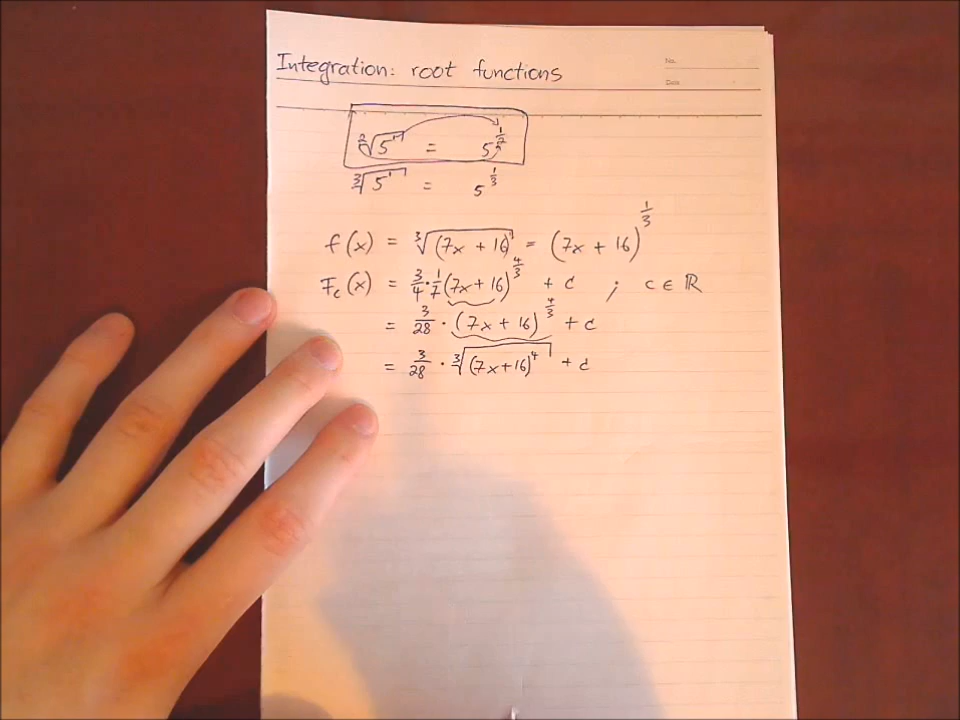 Integration: root functions
No.
Date
²√5¹ = 5^(1/2)
³√5¹ = 5^(1/3)
f(x) = ³√(7x + 16)¹ = (7x + 16)^(1/3)
F_c(x) = 3/4 · 1/7 (7x + 16)^(4/3) + c ; c ∈ ℝ
= 3/28 · (7x + 16)^(4/3) + c
= 3/28 · ³√(7x+16)⁴ + c